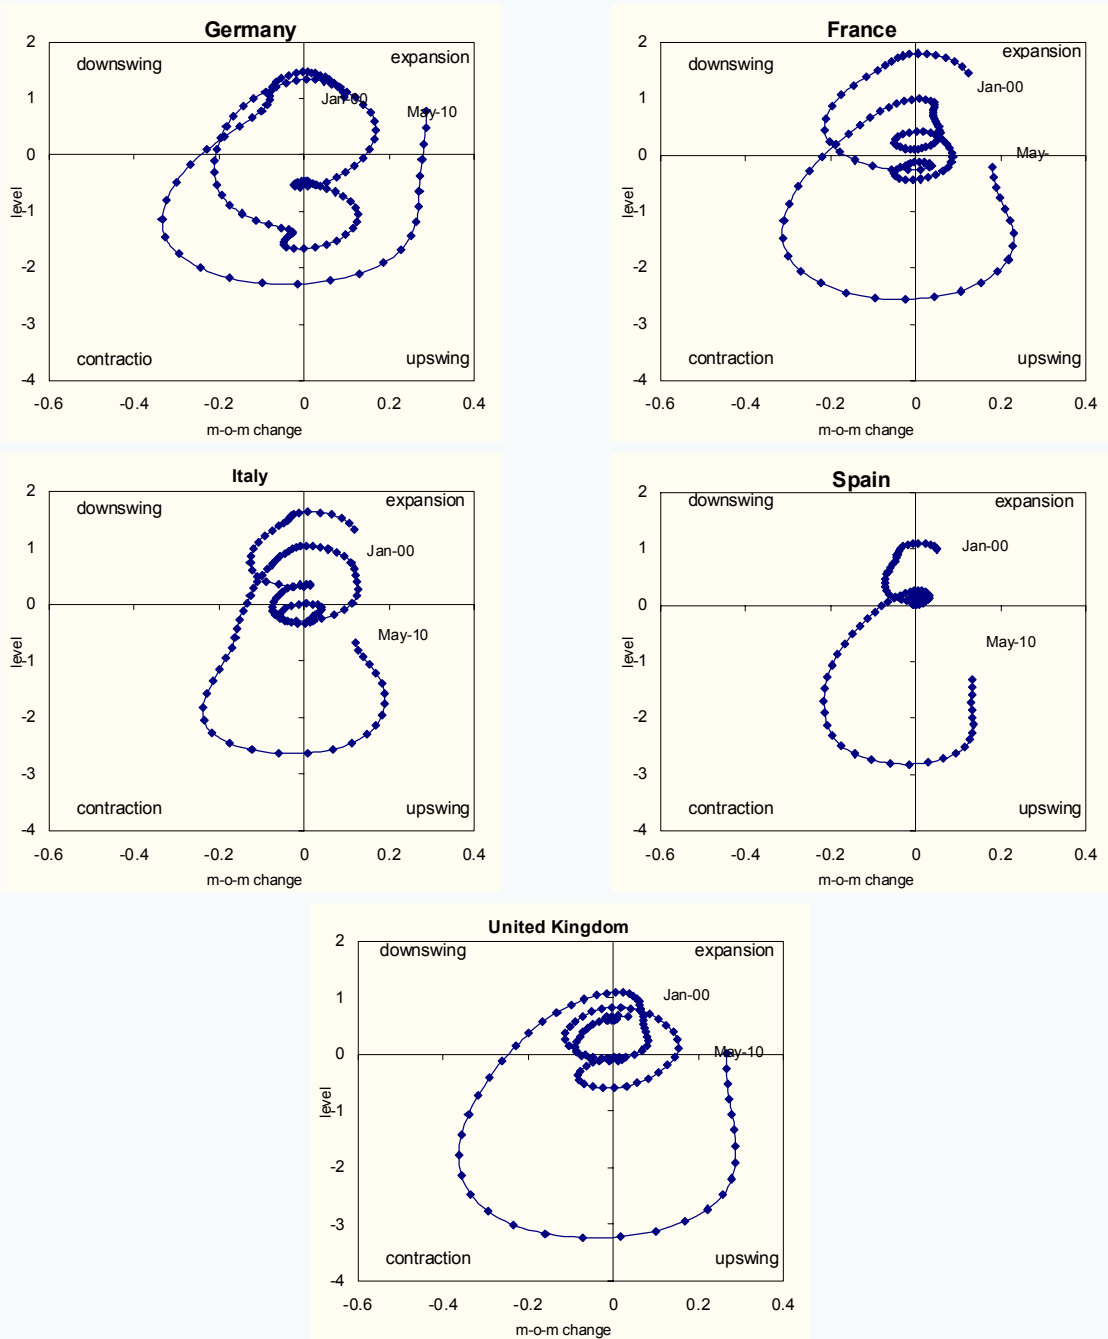 Germany
2
downswing
expansion
1
Jan-00
May-10
0
level
-1
-2
-3
contractio
upswing
-4
-0.6 -0.4 -0.2 0 0.2 0.4
m-o-m change
France
2
downswing
expansion
1
Jan-00
0
May-
level
-1
-2
-3
contraction
upswing
-4
-0.6 -0.4 -0.2 0 0.2 0.4
m-o-m change
Italy
2
downswing
expansion
1
Jan-00
0
May-10
level
-1
-2
-3
contraction
upswing
-4
-0.6 -0.4 -0.2 0 0.2 0.4
m-o-m change
Spain
2
downswing
expansion
1
Jan-00
0
May-10
level
-1
-2
-3
contraction
upswing
-4
-0.6 -0.4 -0.2 0 0.2 0.4
m-o-m change
United Kingdom
2
downswing
expansion
1
Jan-00
0
May-10
level
-1
-2
-3
contraction
upswing
-4
-0.6 -0.4 -0.2 0 0.2 0.4
m-o-m change